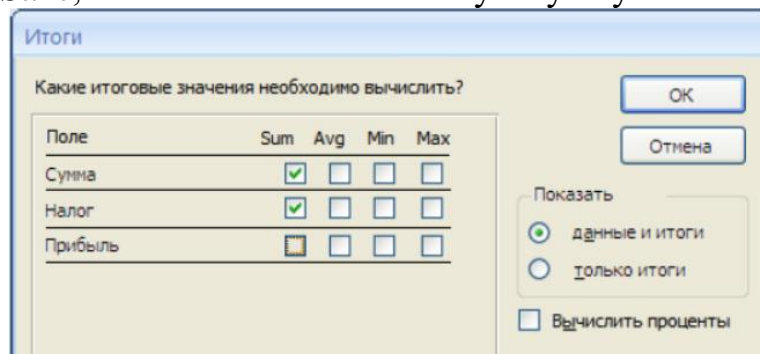 Итоги
Какие итоговые значения необходимо вычислить?
ОК
Отмена
Поле Sum Avg Min Max
Сумма
Налог
Прибыль
Показать
данные и итоги
только итоги
Вычислить проценты